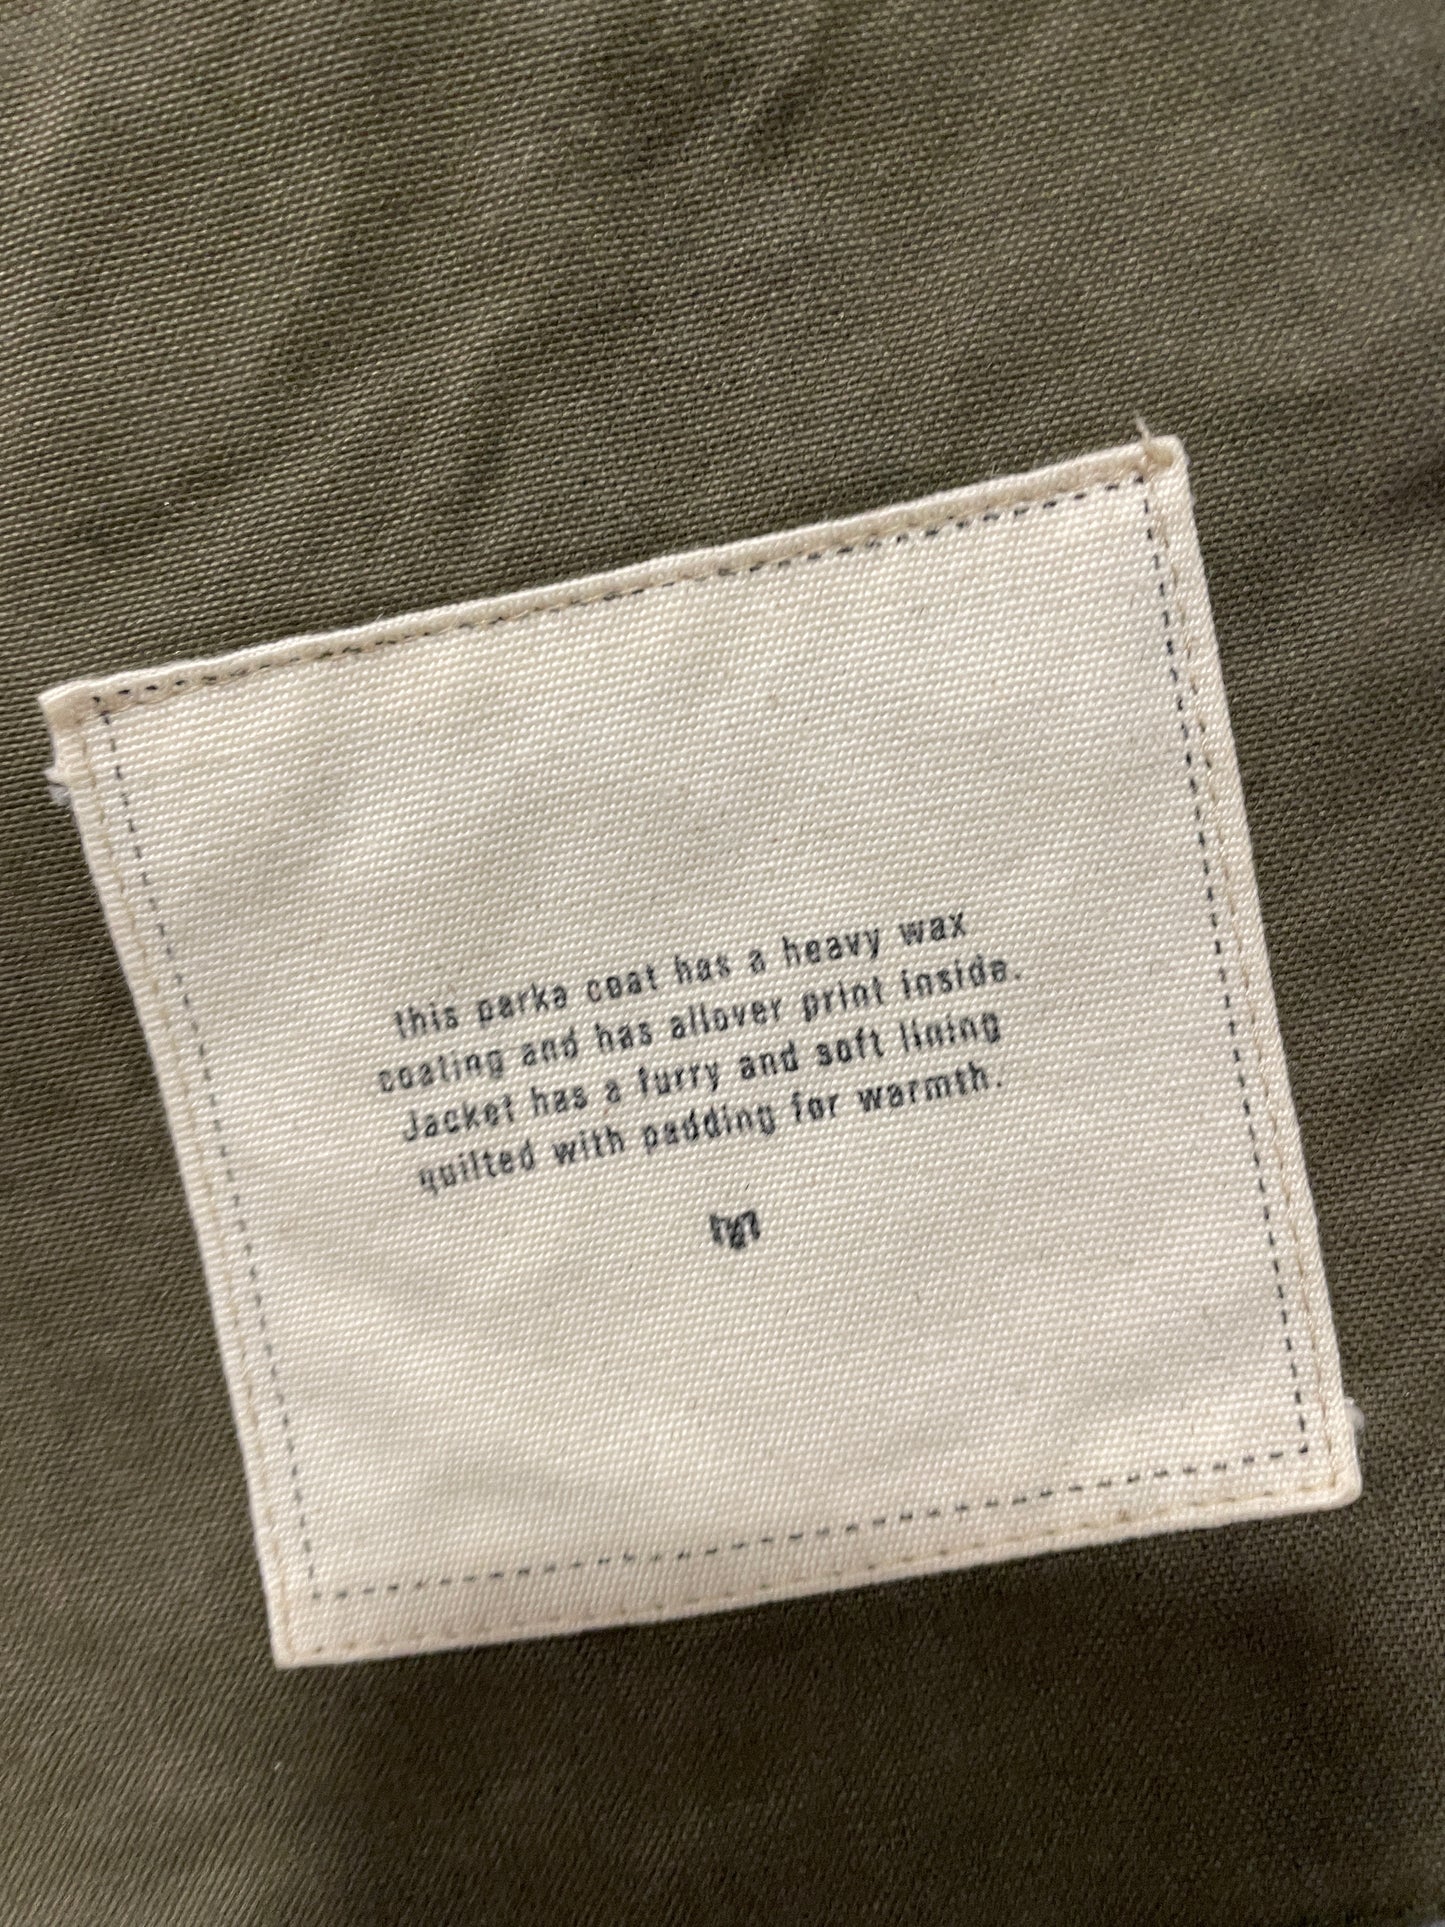 this parka coat has a heavy wax
coating and has allover print inside.
Jacket has a furry and soft lining
quilted with padding for warmth.